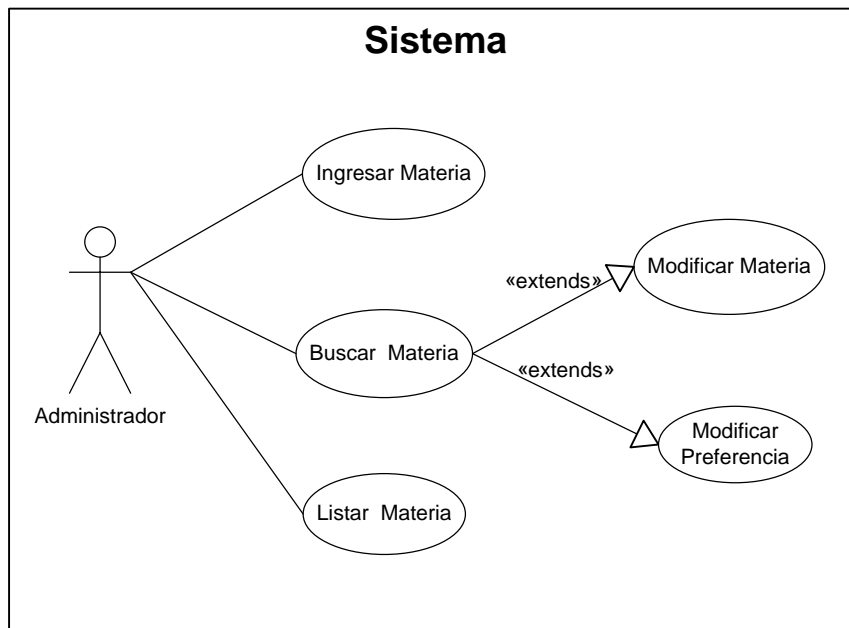 Sistema
Ingresar Materia
Modificar Materia
«extends»
Buscar Materia
«extends»
Administrador
Modificar
Preferencia
Listar Materia